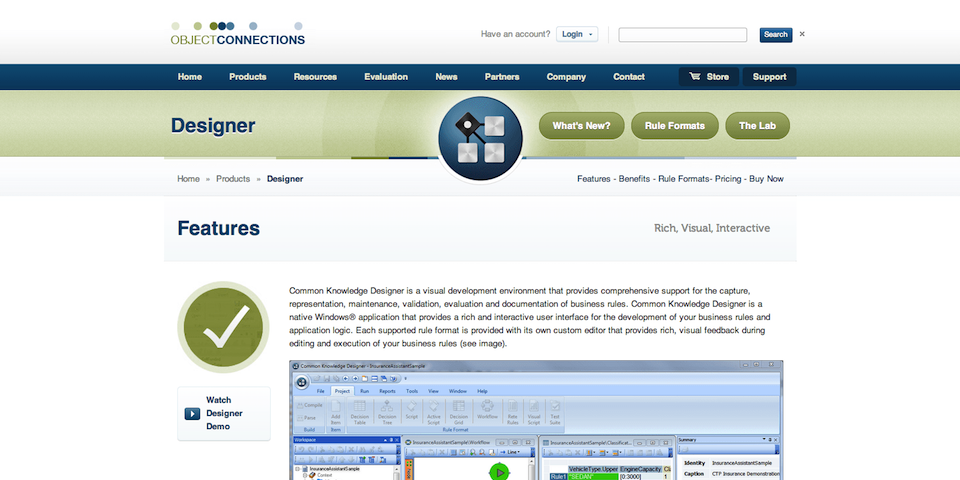 OBJECTCONNECTIONS
Have an account? Login Search ×
Home Products Resources Evaluation News Partners Company Contact Store Support
Designer
What's New? Rule Formats The Lab
Home » Products » Designer
Features - Benefits - Rule Formats- Pricing - Buy Now
Features
Rich, Visual, Interactive
Common Knowledge Designer is a visual development environment that provides comprehensive support for the capture,
representation, maintenance, validation, evaluation and documentation of business rules. Common Knowledge Designer is a
native Windows® application that provides a rich and interactive user interface for the development of your business rules and
application logic. Each supported rule format is provided with its own custom editor that provides rich, visual feedback during
editing and execution of your business rules (see image).
Watch
Designer
Demo
Common Knowledge Designer - InsuranceAssistantSample
File Project Run Reports Tools View Window Help
Compile
Parse
Build
Add
Item
Item
Decision
Table
Decision
Tree
Script
Active
Script
Decision
Grid
Workflow
Rate
Rules
Visual
Script
Test
Suite
Rule Format
Workspace
InsuranceAssistantSample
Context
InsuranceAssistantSample\Workflow
Line
InsuranceAssistantSample\Classificat...
VehicleType.Upper EngineCapacity
Rule1 "SEDAN" [0:3000] 1
Summary
Identity InsuranceAssistantSample
Caption CTP Insurance Demonstration